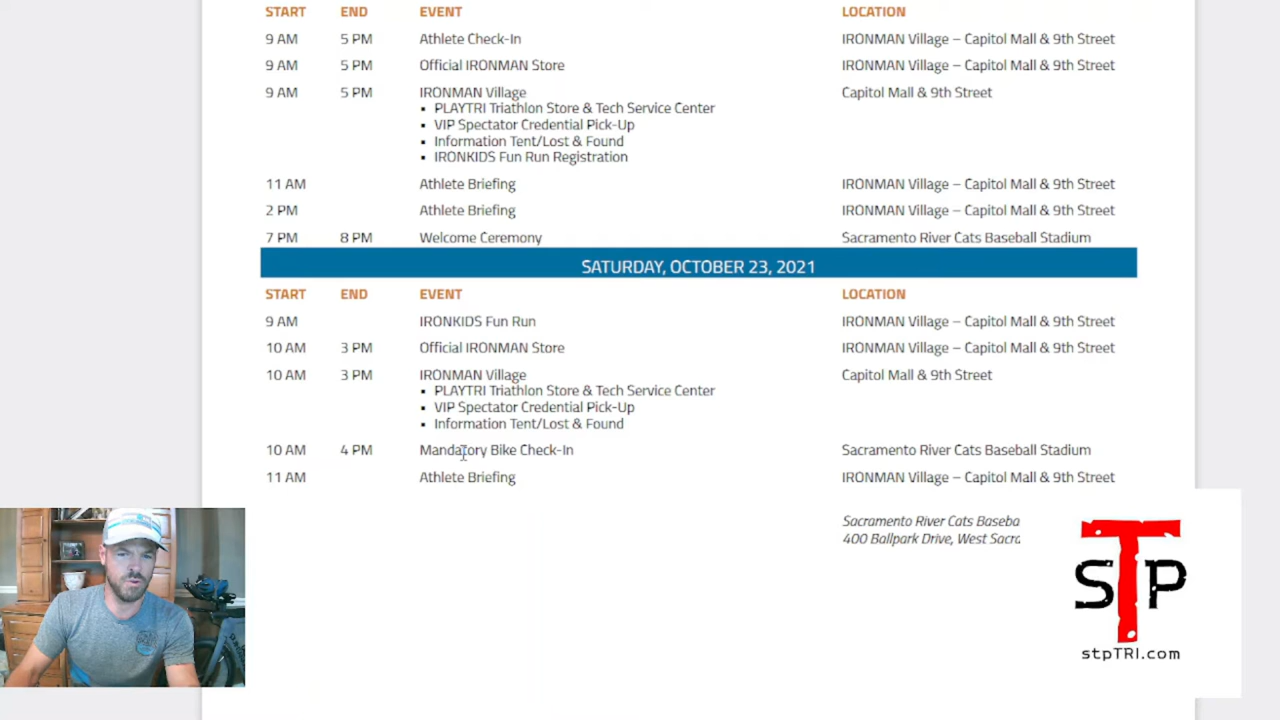 START END EVENT LOCATION
9 AM 5 PM Athlete Check-In IRONMAN Village – Capitol Mall & 9th Street
9 AM 5 PM Official IRONMAN Store IRONMAN Village – Capitol Mall & 9th Street
9 AM 5 PM IRONMAN Village Capitol Mall & 9th Street
▪ PLAYTRI Triathlon Store & Tech Service Center
▪ VIP Spectator Credential Pick-Up
▪ Information Tent/Lost & Found
▪ IRONKIDS Fun Run Registration
11 AM Athlete Briefing IRONMAN Village – Capitol Mall & 9th Street
2 PM Athlete Briefing IRONMAN Village – Capitol Mall & 9th Street
7 PM 8 PM Welcome Ceremony Sacramento River Cats Baseball Stadium
SATURDAY, OCTOBER 23, 2021
START END EVENT LOCATION
9 AM IRONKIDS Fun Run IRONMAN Village – Capitol Mall & 9th Street
10 AM 3 PM Official IRONMAN Store IRONMAN Village – Capitol Mall & 9th Street
10 AM 3 PM IRONMAN Village Capitol Mall & 9th Street
▪ PLAYTRI Triathlon Store & Tech Service Center
▪ VIP Spectator Credential Pick-Up
▪ Information Tent/Lost & Found
10 AM 4 PM Mandatory Bike Check-In Sacramento River Cats Baseball Stadium
11 AM Athlete Briefing IRONMAN Village – Capitol Mall & 9th Street
Sacramento River Cats Baseba
400 Ballpark Drive, West Sacra
STP
stpTRI.com